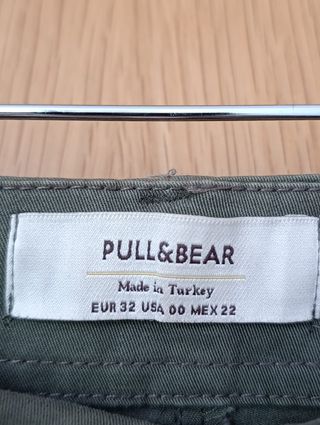 PULL&BEAR
Made in Turkey
EUR 32 USA 00 MEX 22